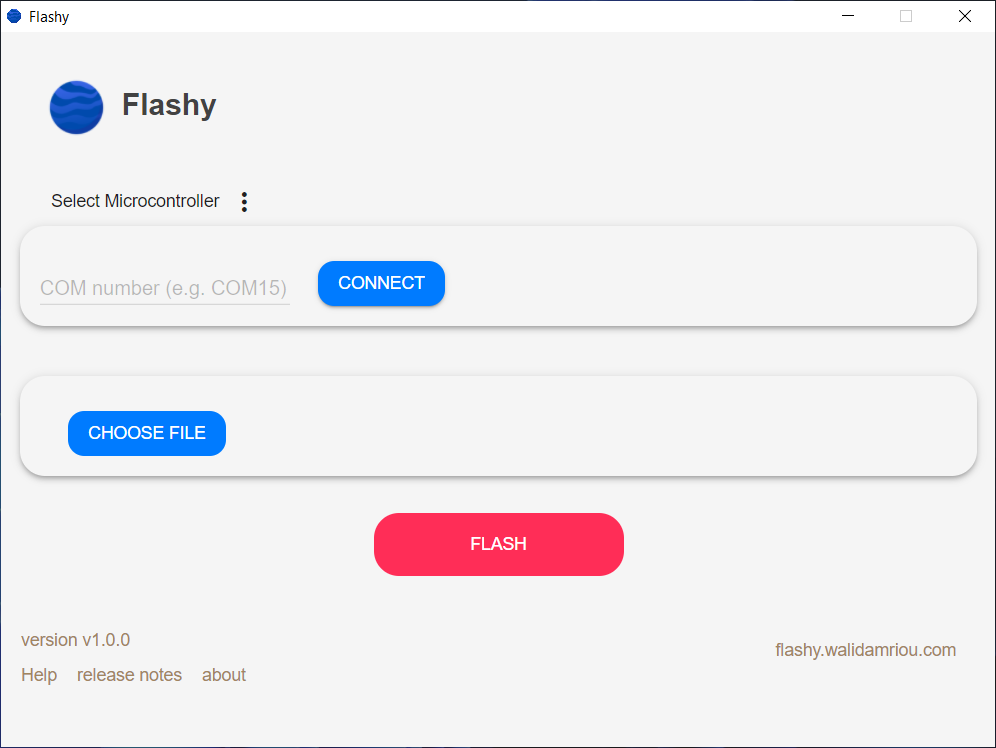 Flashy
Flashy
Select Microcontroller
COM number (e.g. COM15)
CONNECT
CHOOSE FILE
FLASH
version v1.0.0
flashy.walidamriou.com
Help release notes about